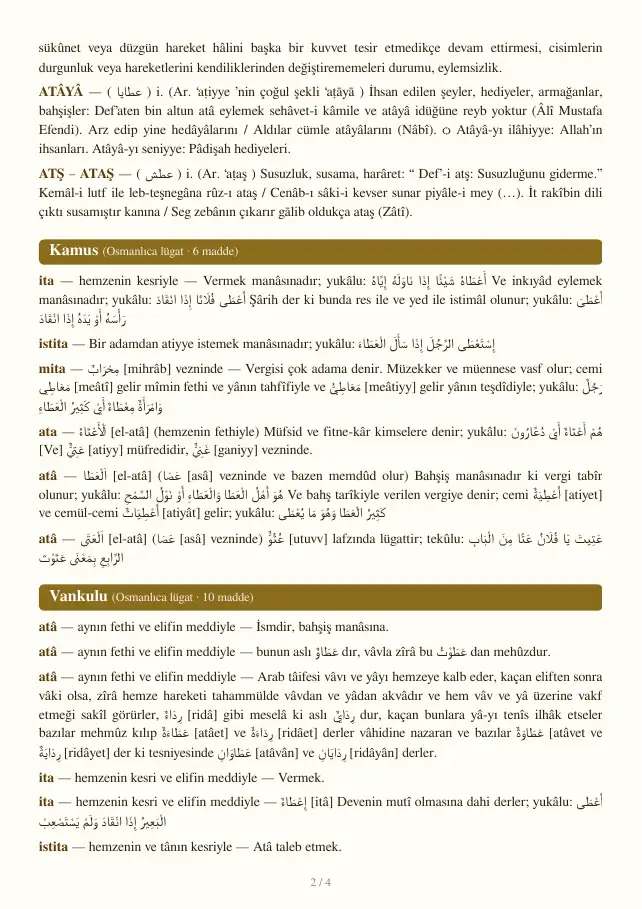 sükûnet veya düzgün hareket hâlini başka bir kuvvet tesir etmedikçe devam ettirmesi, cisimlerin
durgunluk veya hareketlerini kendiliklerinden değiştirememeleri durumu, eylemsizlik.
ATÂYÂ — ( عطايا ) i. (Ar. ‘aṭiyye ’nin çoğul şekli ‘aṭāyā ) İhsan edilen şeyler, hediyeler, armağanlar,
bahşişler: Def’aten bin altun atâ eylemek sehâvet-i kâmile ve atâyâ idüğüne reyb yoktur (Âlî Mustafa
Efendi). Arz edip yine hedâyâlarını / Aldılar cümle atâyâlarını (Nâbî). ○ Atâyâ-yı ilâhiyye: Allah’ın
ihsanları. Atâyâ-yı seniyye: Pâdişah hediyeleri.
ATŞ – ATAŞ — ( عطش ) i. (Ar. ‘aṭaş ) Susuzluk, susama, harâret: “ Def’-i atş: Susuzluğunu giderme.”
Kemâl-i lutf ile leb-teşnegâna rûz-ı ataş / Cenâb-ı sâki-i kevser sunar piyâle-i mey (…). İt rakîbin dili
çıktı susamıştır kanına / Seg zebânın çıkarır gālib oldukça ataş (Zâtî).
Kamus (Osmanlıca lügat · 6 madde)
ita — hemzenin kesriyle — Vermek manâsınadır; yukâlu: أَعْطَاهُ شَيْئًا إِذَا نَاوَلَهُ إِيَّاهُ Ve inkıyâd eylemek
manâsınadır; yukâlu: أَعْطَى فُلَانًا إِذَا انْقَادَ Şârih der ki bunda res ile ve yed ile istimâl olunur; yukâlu: أَعْطَىَ
رَأْسَهُ أَوْ يَدَهُ إِذَا انْقَادَ
istita — Bir adamdan atiyye istemek manâsınadır; yukâlu: إِسْتَعْطَى الرَّجُلَ إِذَا سَأَلَ الْعَطَاءَ
mita — مِحْرَابٌ [mihrâb] vezninde — Vergisi çok adama denir. Müzekker ve müennese vasf olur; cemi
مَعَاطِي [meâtî] gelir mîmin fethi ve yânın tahfîfiyle ve مَعَاطِيُّ [meâtiyy] gelir yânın teşdîdiyle; yukâlu: رَجُلٌ
وَامْرَأَةٌ مِعْطَاءٌ أَيْ كَثِيرُ الْعَطَاءِ
ata — اَلْأَعْتَاءُ [el-atâ] (hemzenin fethiyle) Müfsid ve fitne-kâr kimselere denir; yukâlu: هُمْ أَعْتَاءٌ أَيْ دُعَّارُونَ
[Ve] عَتِيٌّ [atiyy] müfredidir, غَنِيٌّ [ganiyy] vezninde.
atâ — اَلْعَطَا [el-atâ] (عَصَا [asâ] vezninde ve bazen memdûd olur) Bahşiş manâsınadır ki vergi tabîr
olunur; yukâlu: هُوَ أَهْلُ الْعَطَا وَالْعَطَاءِ أَوْ نَوْلُ السَّمْحِ Ve bahş tarîkiyle verilen vergiye denir; cemi أَعْطِيَةٌ [atiyet]
ve cemül-cemi أَعْطِيَاتٌ [atiyât] gelir; yukâlu: كَثِيرُ الْعَطَا وَهُوَ مَا يُعْطَى
atâ — اَلْعَتَى [el-atâ] (عَصَا [asâ] vezninde) عُتُوٌّ [utuvv] lafzında lügattir; tekûlu: عَتِيتَ يَا فُلَانُ عَتًا مِنَ الْبَابِ
الرَّابِعِ بِمَعْنَى عَتَوْتَ
Vankulu (Osmanlıca lügat · 10 madde)
atâ — aynın fethi ve elifin meddiyle — İsmdir, bahşiş manâsına.
atâ — aynın fethi ve elifin meddiyle — bunun aslı عَطَاوٌ dır, vâvla zîrâ bu عَطَوْتُ dan mehûzdur.
atâ — aynın fethi ve elifin meddiyle — Arab tâifesi vâvı ve yâyı hemzeye kalb eder, kaçan eliften sonra
vâki olsa, zîrâ hemze hareketi tahammülde vâvdan ve yâdan akvâdır ve hem vâv ve yâ üzerine vakf
etmeği sakîl görürler, رِدَاءٌ [ridâ] gibi meselâ ki aslı رِدَايٌ dur, kaçan bunlara yâ-yı tenîs ilhâk etseler
bazılar mehmûz kılıp عَطَاءَةٌ [atâet] ve رِدَاءَةٌ [ridâet] derler vâhidine nazaran ve bazılar عَطَاوَةٌ [atâvet ve
رِدَايَةٌ [ridâyet] der ki tesniyesinde عَطَاوَانِ [atâvân] ve رِدَايَانِ [ridâyân] derler.
ita — hemzenin kesri ve elifin meddiyle — Vermek.
ita — hemzenin kesri ve elifin meddiyle — إِعْطَاءٌ [itâ] Devenin mutî olmasına dahi derler; yukâlu: أَعْطَى
الْبَعِيرُ إِذَا انْقَادَ وَلَمْ يَسْتَصْعِبْ
istita — hemzenin ve tânın kesriyle — Atâ taleb etmek.
2 / 4